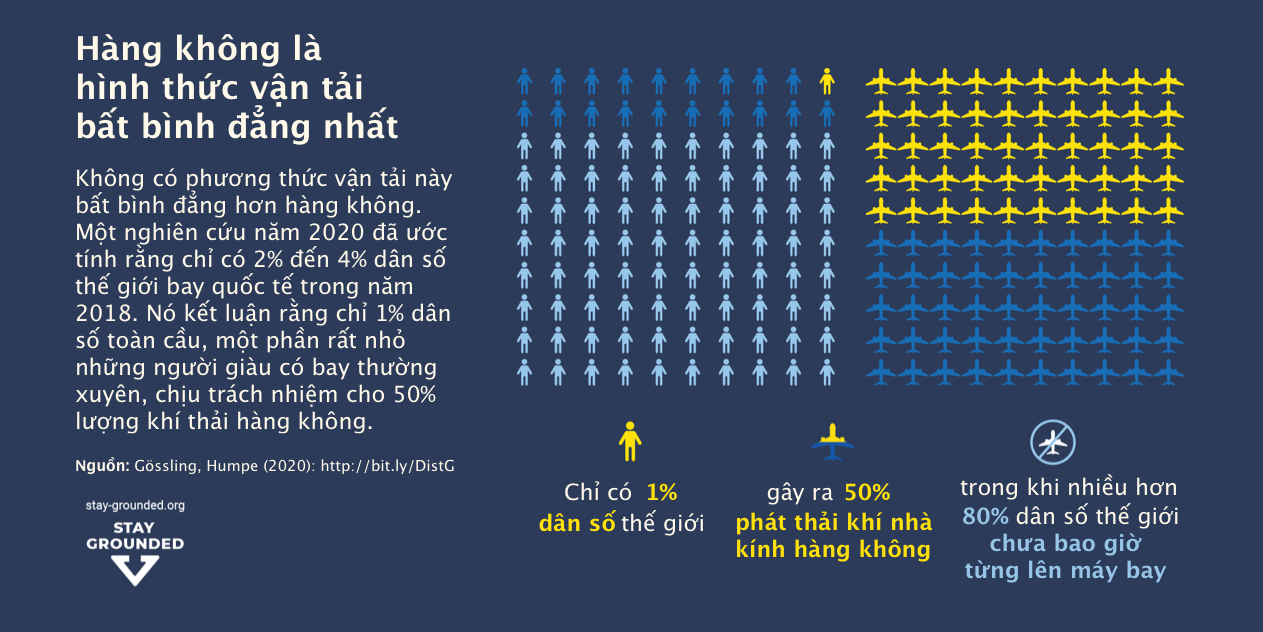 Hàng không là
hình thức vận tải
bất bình đẳng nhất
Không có phương thức vận tải này
bất bình đẳng hơn hàng không.
Một nghiên cứu năm 2020 đã ước
tính rằng chỉ có 2% đến 4% dân số
thế giới bay quốc tế trong năm
2018. Nó kết luận rằng chỉ 1% dân
số toàn cầu, một phần rất nhỏ
những người giàu có bay thường
xuyên, chịu trách nhiệm cho 50%
lượng khí thải hàng không.
Nguồn: Gössling, Humpe (2020): http://bit.ly/DistG
stay-grounded.org
STAY
GROUNDED
Chỉ có 1%
dân số thế giới
gây ra 50%
phát thải khí nhà
kính hàng không
trong khi nhiều hơn
80% dân số thế giới
chưa bao giờ
từng lên máy bay